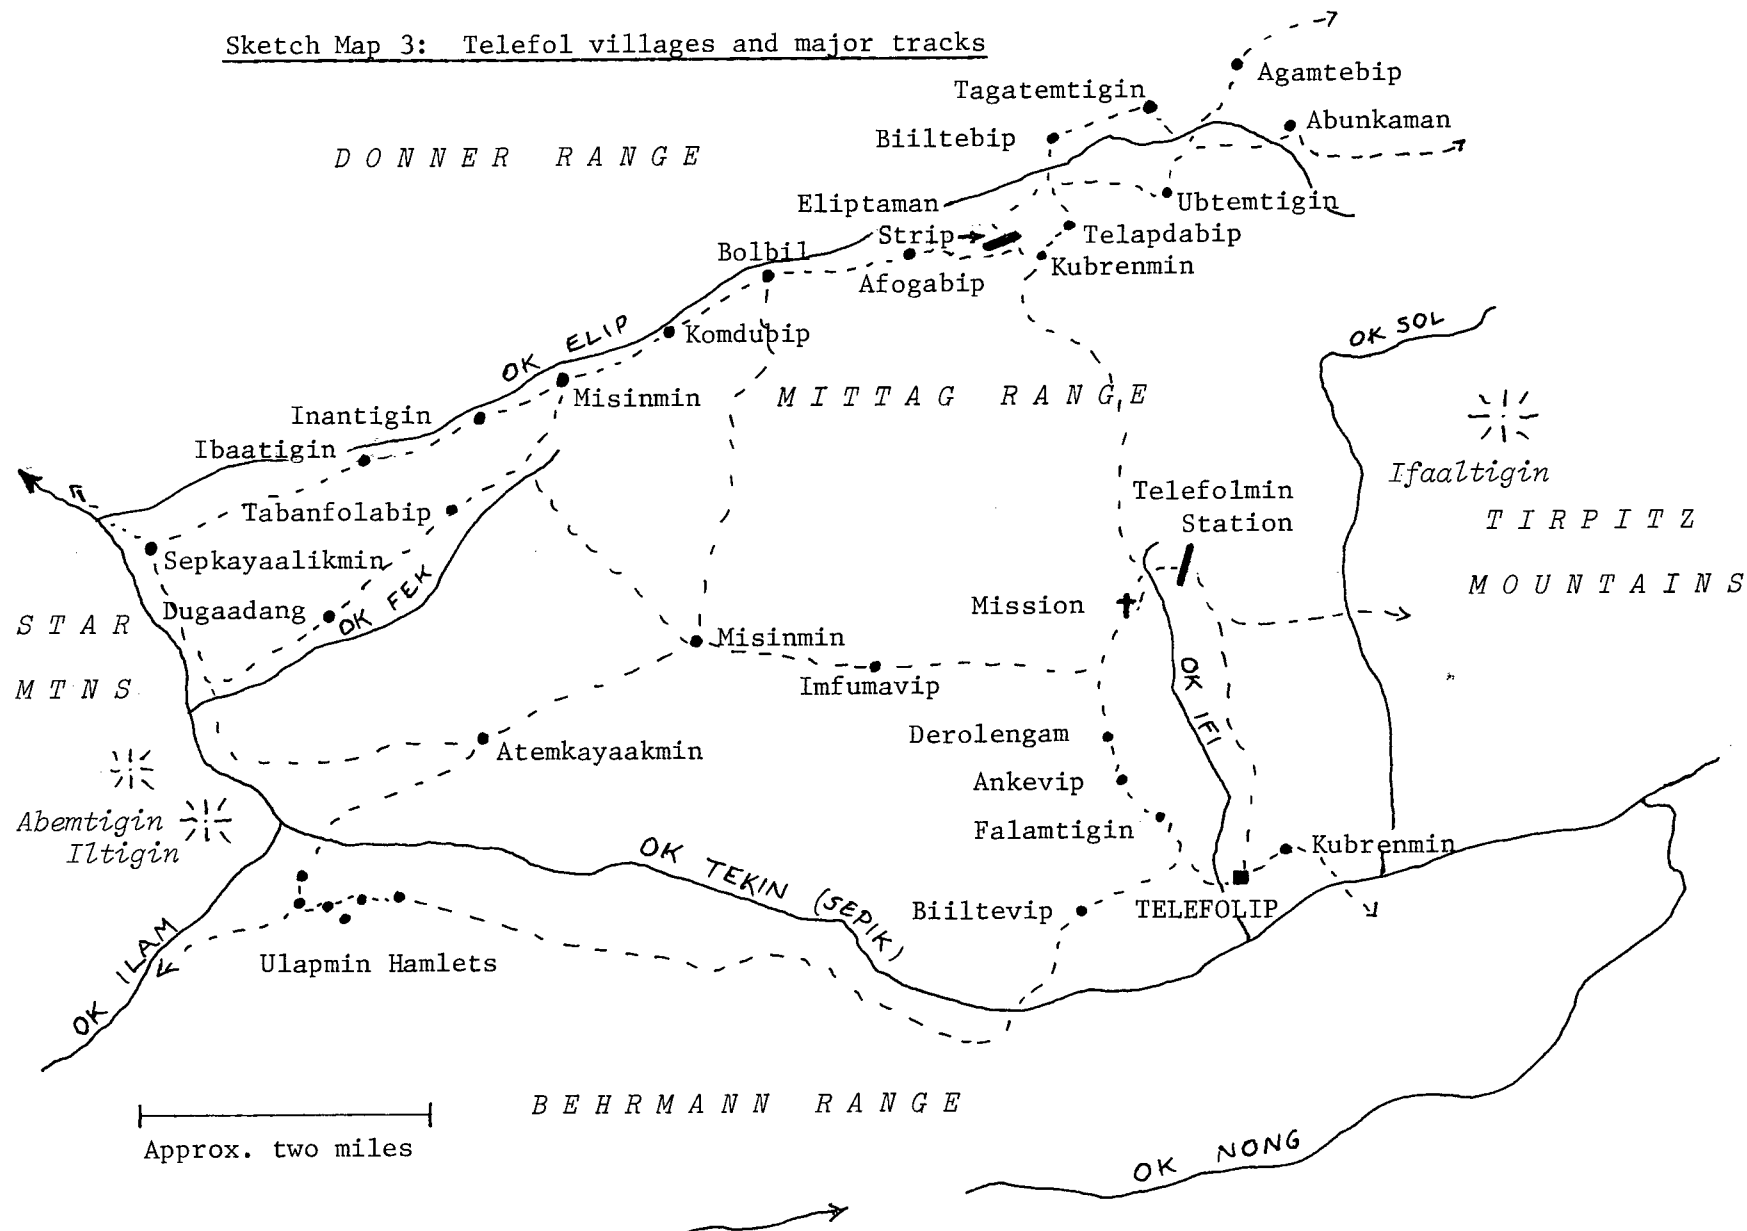 Sketch Map 3: Telefol villages and major tracks
Agamtebip
Tagatemtigin
Abunkaman
Biiltebip
DONNER RANGE
Eliptaman
Ubtemtigin
Strip
Telapdabip
Bolbil
Kubrenmin
Afogabip
OK SOL
OK ELIP
Komdubip
MITTAG RANGE
Misinmin
Inantigin
Ibaatigin
Ifaaltigin
Telefolmin
Station
Tabanfolabip
TIRPITZ
MOUNTAINS
Sepkayaalikmin
OK FEK
Dugaadang
Mission
STAR
MTNS
Misinmin
Imfumavip
OK IFI
Derolengam
Atemkayaakmin
Ankevip
Abemtigin
Iltigin
Falamtigin
Kubrenmin
OK TEKIN (SEPIK)
Biiltevip
TELEFOLIP
OK ILAM
Ulapmin Hamlets
BEHRMANN RANGE
Approx. two miles
OK NONG